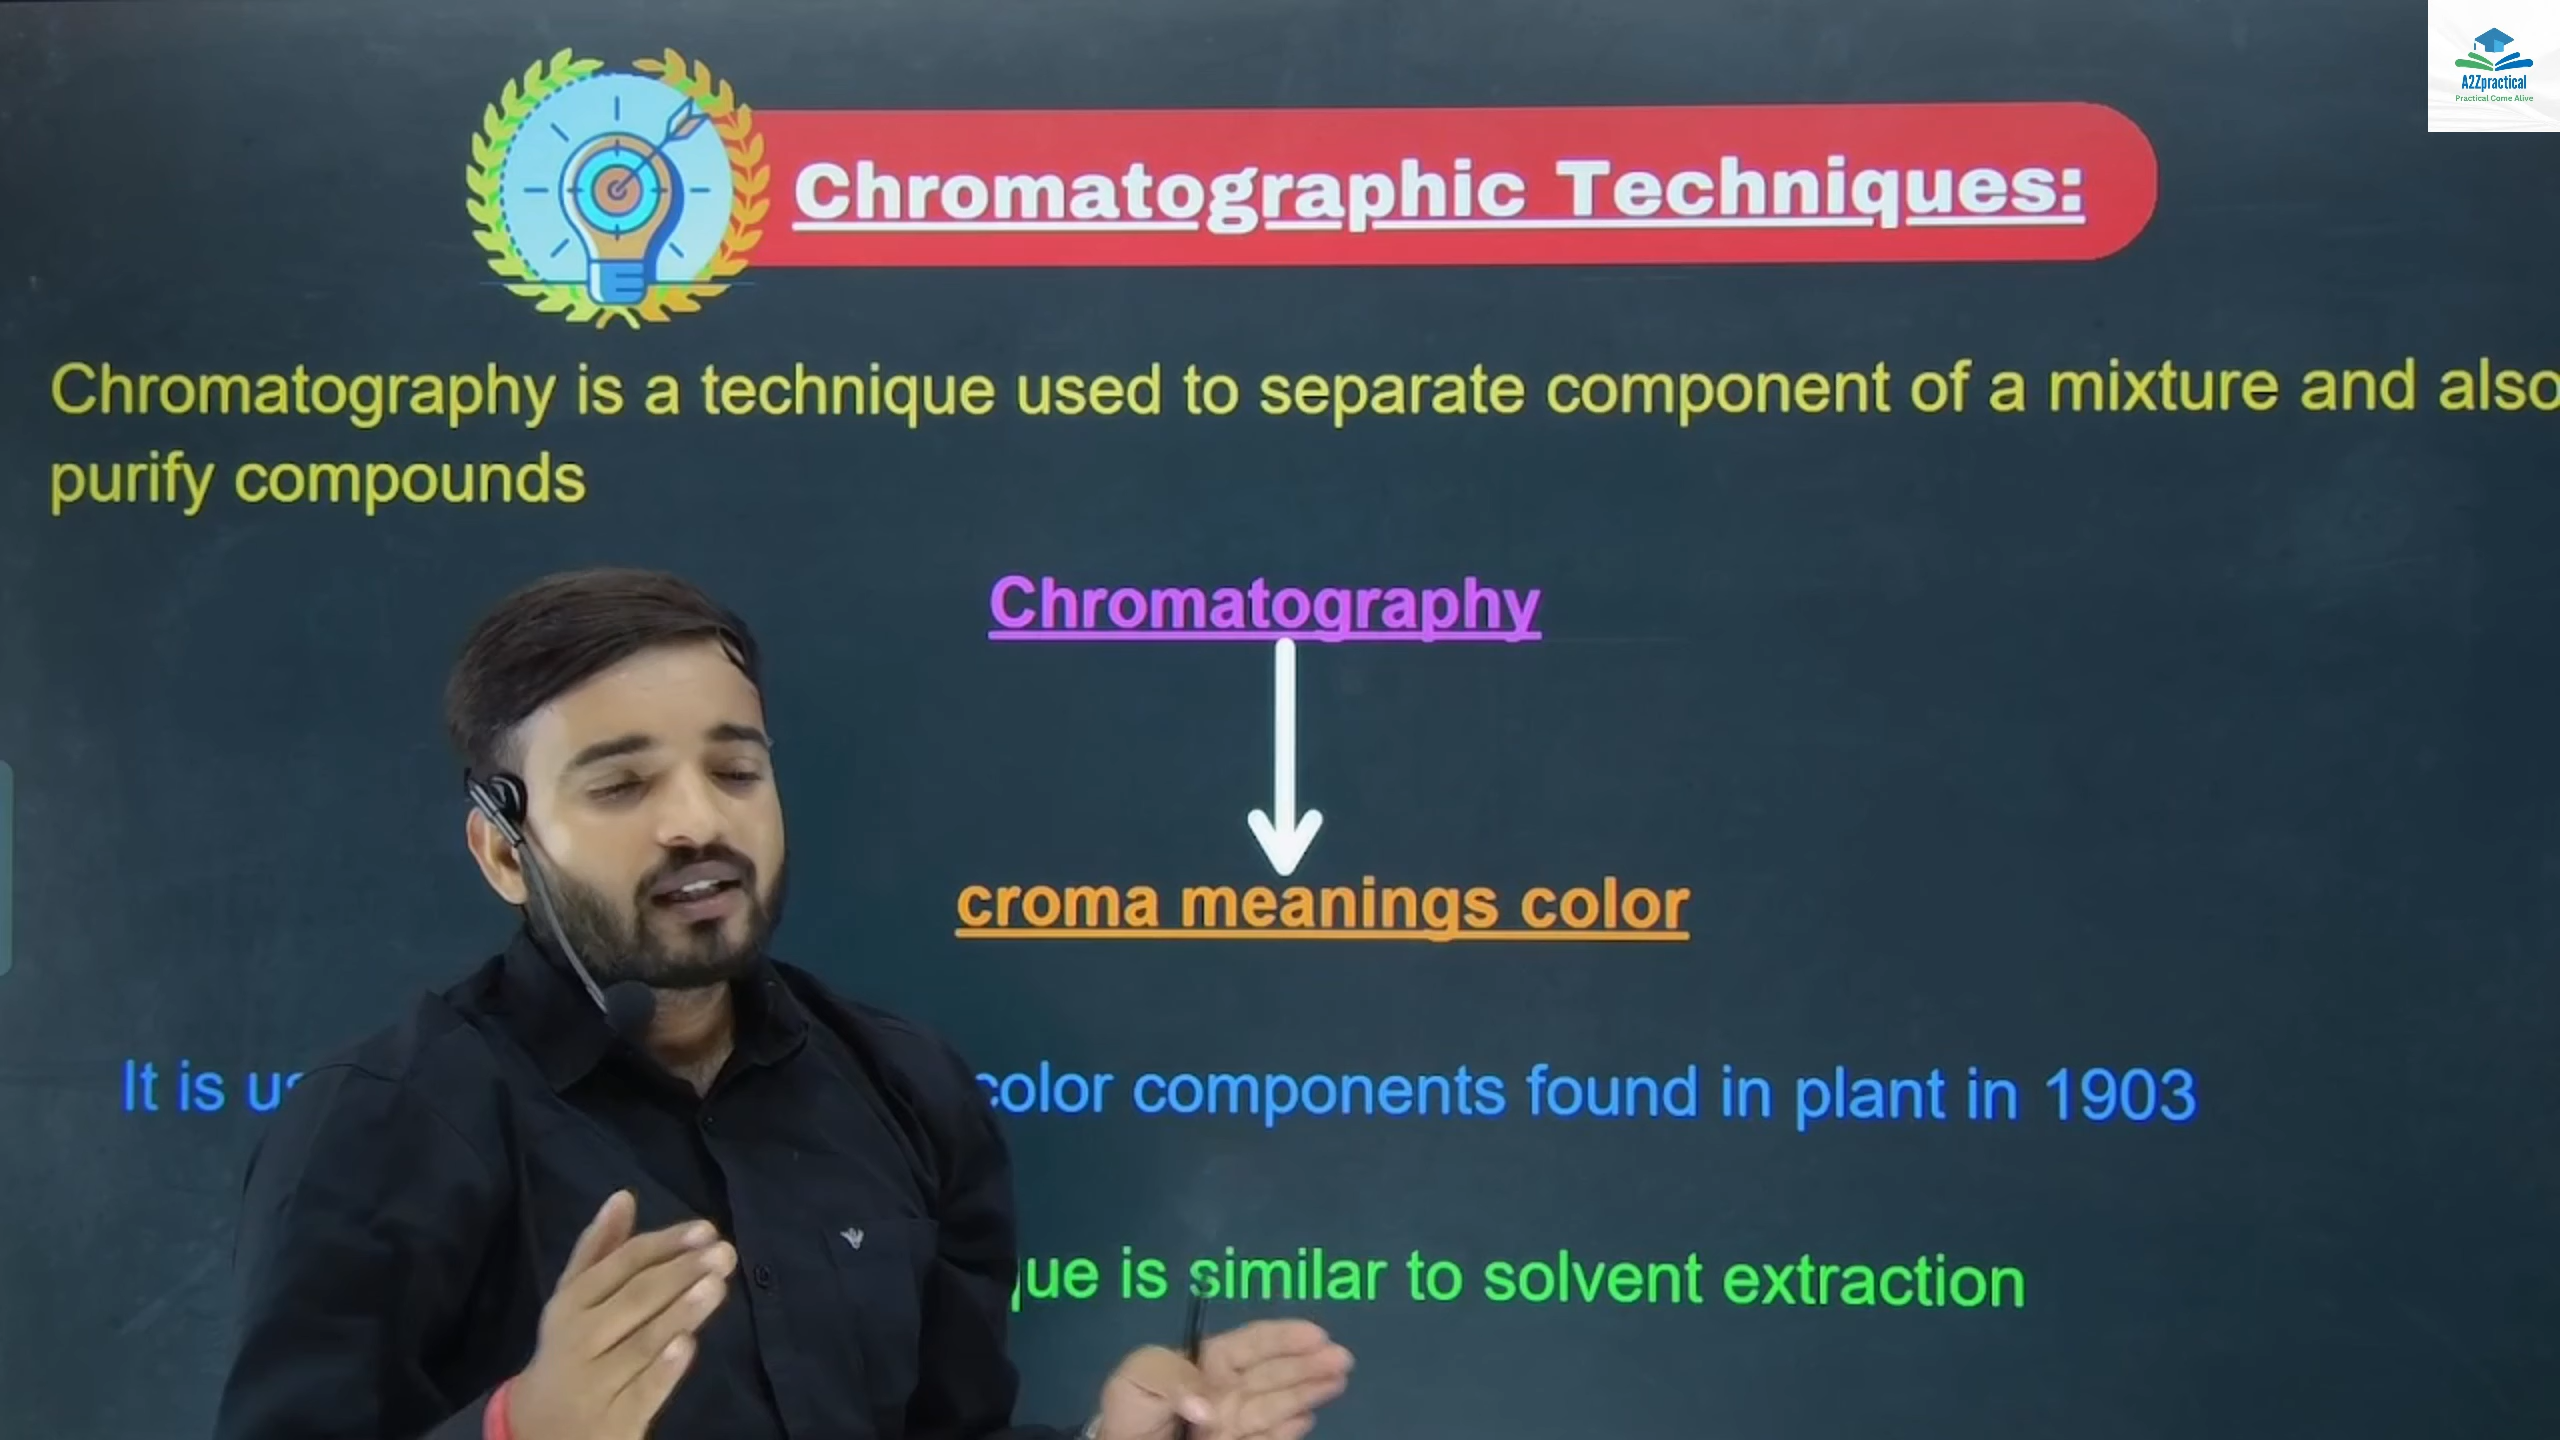 A2Zpractical
Practical Come Alive
Chromatographic Techniques:
Chromatography is a technique used to separate component of a mixture and also
purify compounds
Chromatography
croma meanings color
It is color components found in plant in 1903
is similar to solvent extraction